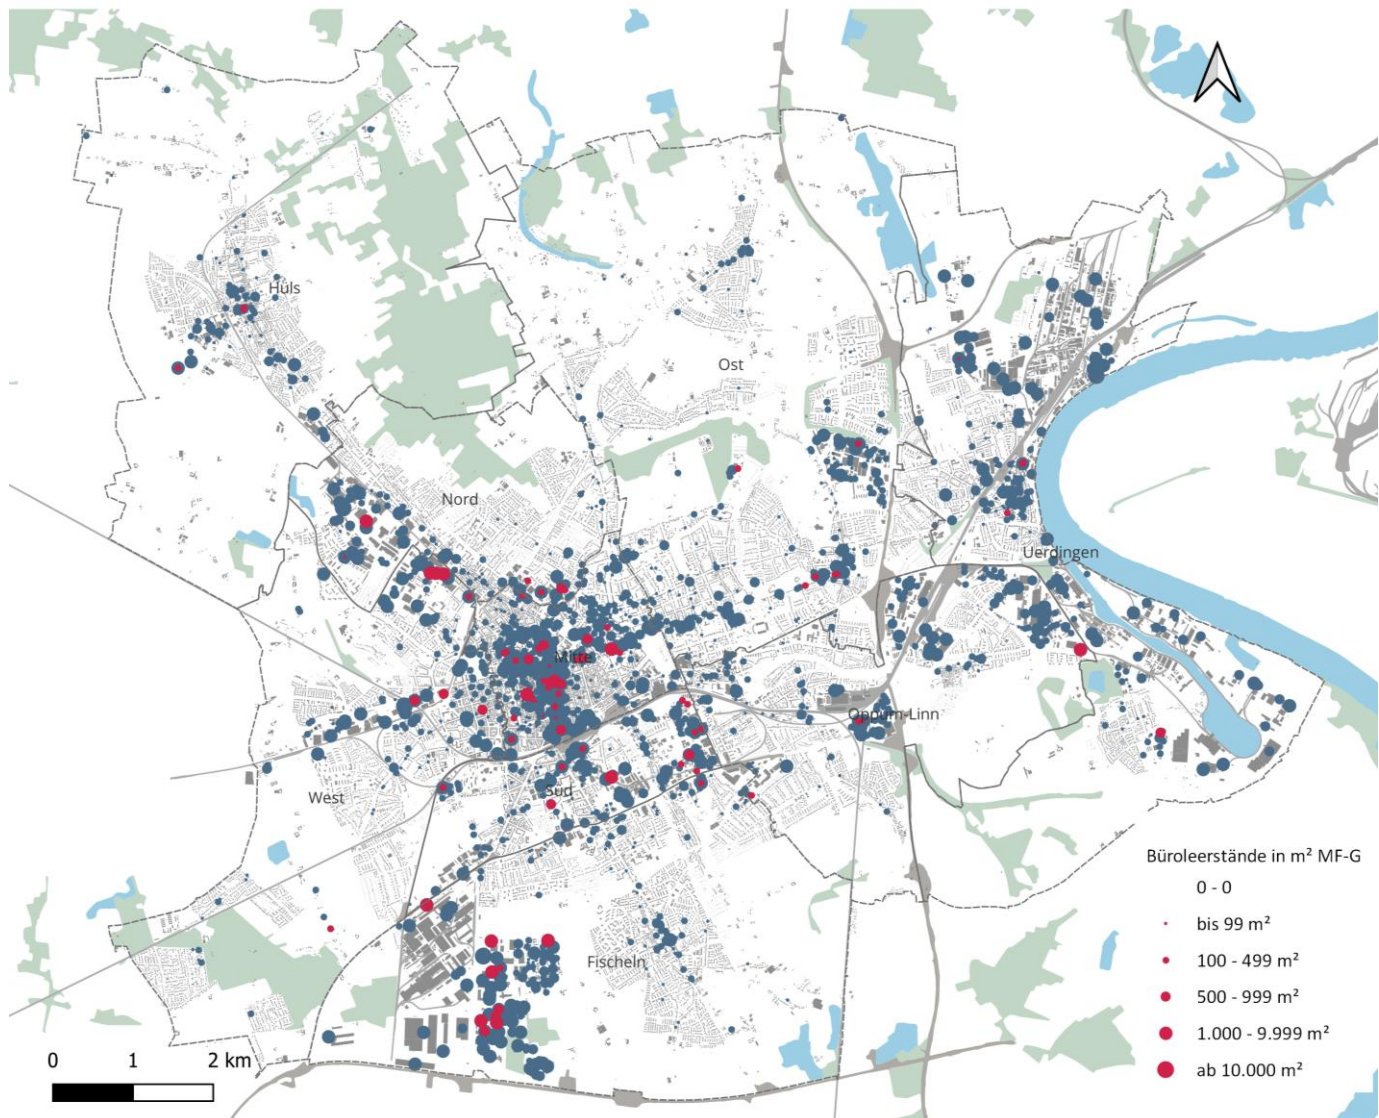 Hüls
Ost
Nord
Uerdingen
Mitte
Oppum-Linn
West
Süd
Fischeln
Büroleerstände in m² MF-G
0 - 0
bis 99 m²
100 - 499 m²
500 - 999 m²
1.000 - 9.999 m²
ab 10.000 m²
0 1 2 km